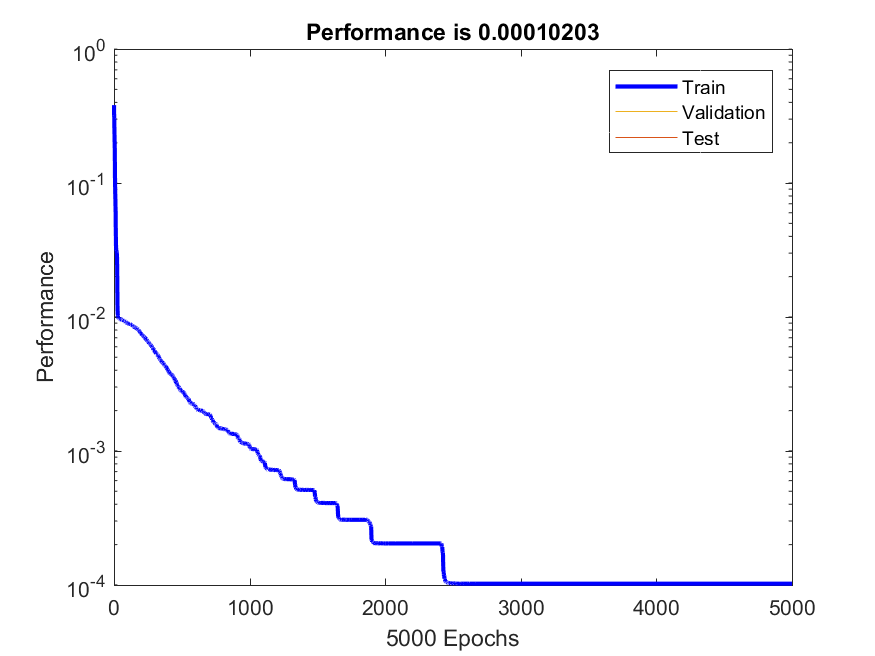 Performance is 0.00010203
10^0
10^-1
10^-2
10^-3
10^-4
Performance
Train
Validation
Test
0
1000
2000
3000
4000
5000
5000 Epochs